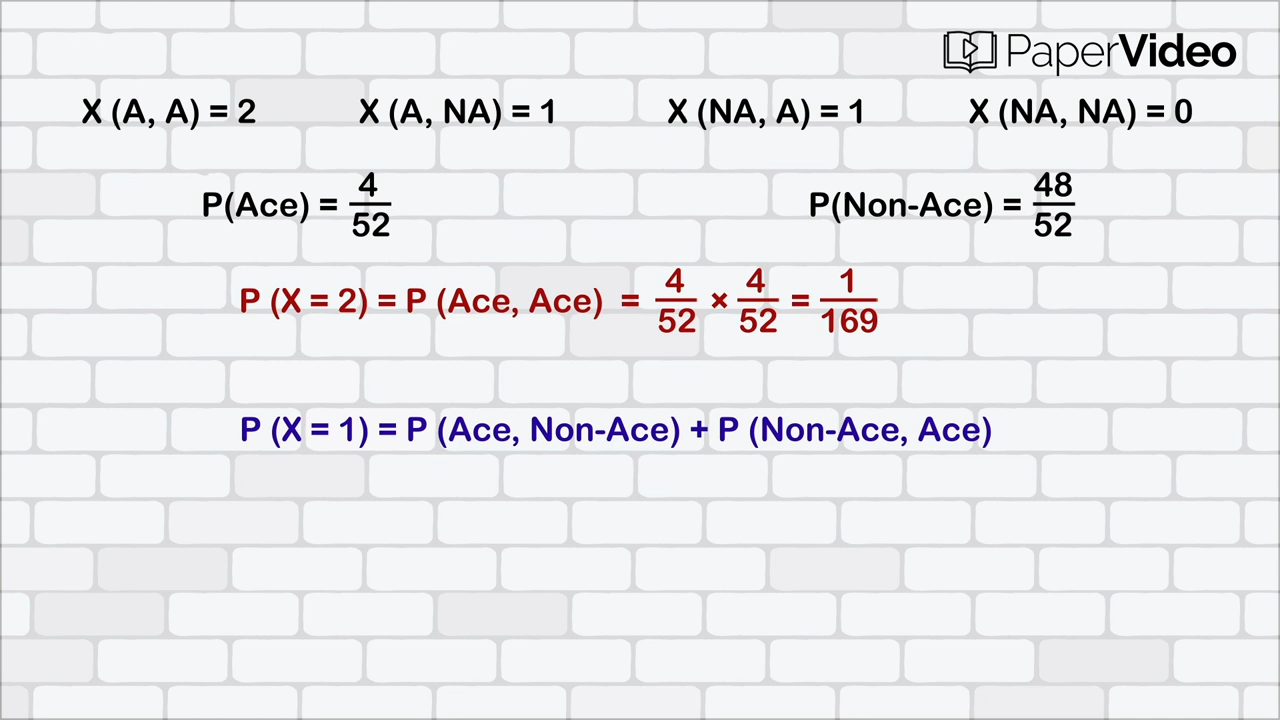 PaperVideo
X (A, A) = 2 X (A, NA) = 1 X (NA, A) = 1 X (NA, NA) = 0
P(Ace) = 4/52 P(Non-Ace) = 48/52
P (X = 2) = P (Ace, Ace) = 4/52 × 4/52 = 1/169
P (X = 1) = P (Ace, Non-Ace) + P (Non-Ace, Ace)